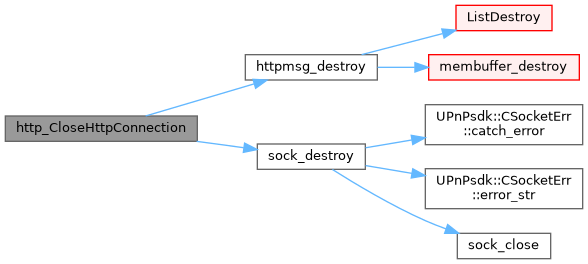 ListDestroy
httpmsg_destroy
membuffer_destroy
http_CloseHttpConnection
UPnPsdk::CSocketErr
::catch_error
sock_destroy
UPnPsdk::CSocketErr
::error_str
sock_close